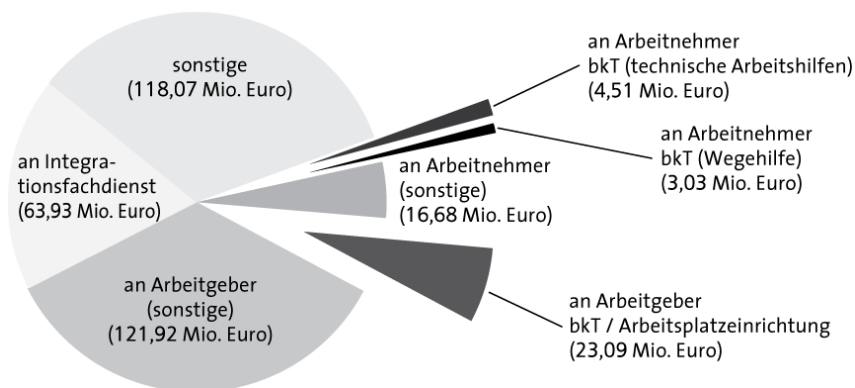 sonstige
(118,07 Mio. Euro)
an Arbeitnehmer
bkT (technische Arbeitshilfen)
(4,51 Mio. Euro)
an Arbeitnehmer
bkT (Wegehilfe)
(3,03 Mio. Euro)
an Integra-
tionsfachdienst
(63,93 Mio. Euro)
an Arbeitnehmer
(sonstige)
(16,68 Mio. Euro)
an Arbeitgeber
(sonstige)
(121,92 Mio. Euro)
an Arbeitgeber
bkT / Arbeitsplatzeinrichtung
(23,09 Mio. Euro)